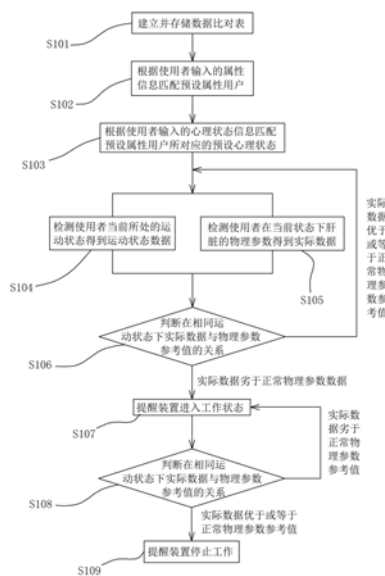 建立并存储数据比对表
S101
根据使用者输入的属性
信息匹配预设属性用户
S102
根据使用者输入的心理状态信息匹配
预设属性用户所对应的预设心理状态
S103
检测使用者当前所处的运
动状态得到运动状态数据
S104
检测使用者在当前状态下肝
脏的物理参数得到实际数据
S105
实际
数据
优于
或等
于正
常物
理参
数参
考值
判断在相同运
动状态下实际数据与物理参数
参考值的关系
S106
实际数据劣于正常物理参数数据
提醒装置进入工作状态
S107
实际数
据劣于
正常物
理参数
参考值
判断在相同运
动状态下实际数据与物理参数
参考值的关系
S108
实际数据优于或等于
正常物理参数参考值
提醒装置停止工作
S109